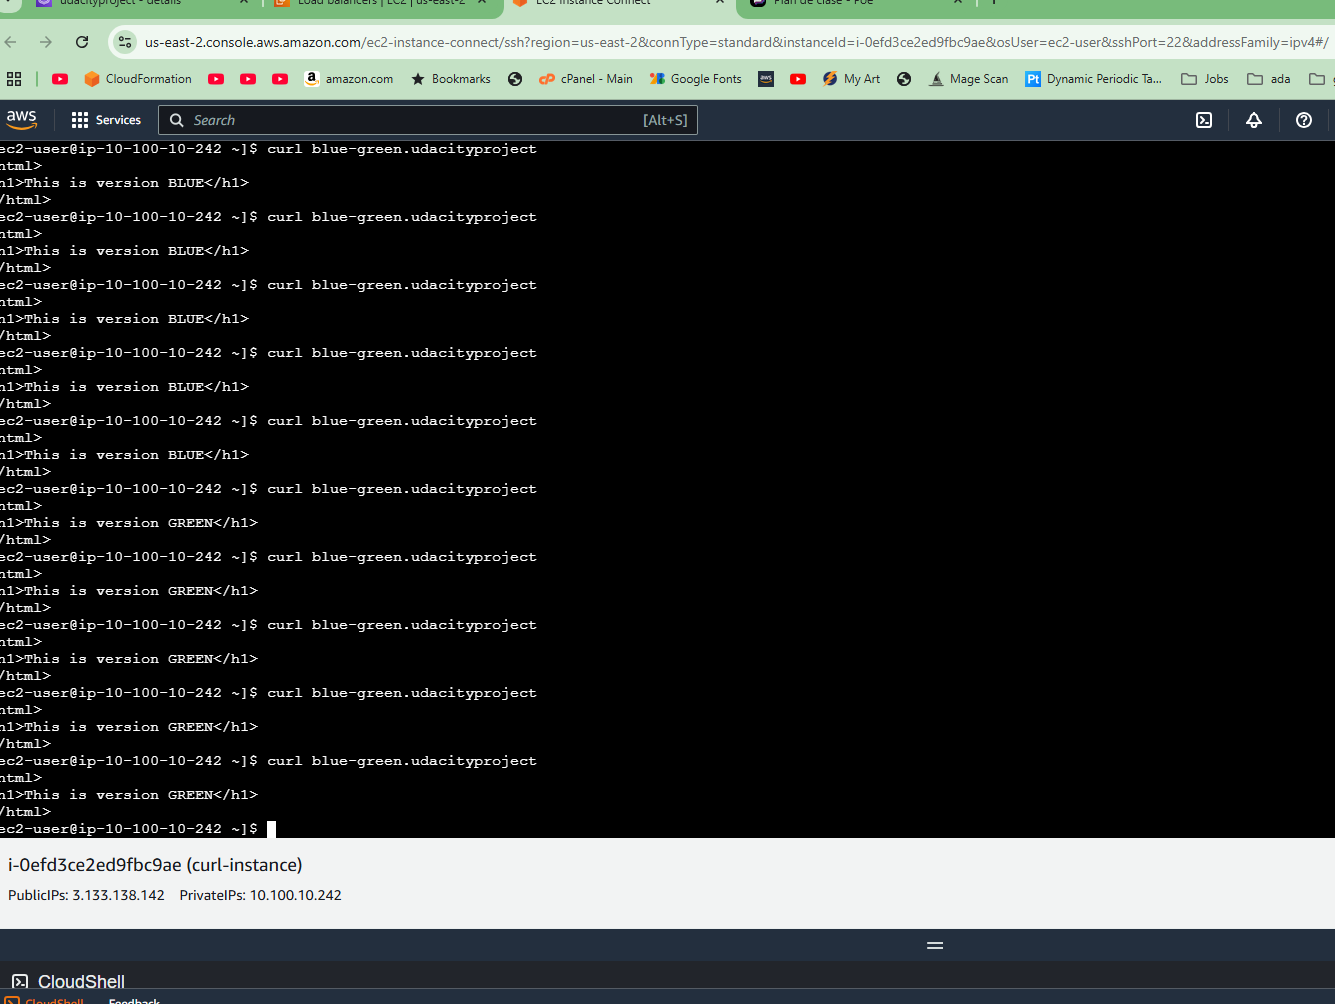 udacityproject - details
Load balancers | EC2 | us-east-2
EC2 Instance Connect
Plan de clase - Poe
us-east-2.console.aws.amazon.com/ec2-instance-connect/ssh?region=us-east-2&connType=standard&instanceId=i-0efd3ce2ed9fbc9ae&osUser=ec2-user&sshPort=22&addressFamily=ipv4#/
CloudFormation amazon.com Bookmarks cPanel - Main Google Fonts aws My Art Mage Scan Pt Dynamic Periodic Ta... Jobs ada
aws Services Search [Alt+S]
ec2-user@ip-10-100-10-242 ~]$ curl blue-green.udacityproject
html>
h1>This is version BLUE</h1>
/html>
ec2-user@ip-10-100-10-242 ~]$ curl blue-green.udacityproject
html>
h1>This is version BLUE</h1>
/html>
ec2-user@ip-10-100-10-242 ~]$ curl blue-green.udacityproject
html>
h1>This is version BLUE</h1>
/html>
ec2-user@ip-10-100-10-242 ~]$ curl blue-green.udacityproject
html>
h1>This is version BLUE</h1>
/html>
ec2-user@ip-10-100-10-242 ~]$ curl blue-green.udacityproject
html>
h1>This is version BLUE</h1>
/html>
ec2-user@ip-10-100-10-242 ~]$ curl blue-green.udacityproject
html>
h1>This is version GREEN</h1>
/html>
ec2-user@ip-10-100-10-242 ~]$ curl blue-green.udacityproject
html>
h1>This is version GREEN</h1>
/html>
ec2-user@ip-10-100-10-242 ~]$ curl blue-green.udacityproject
html>
h1>This is version GREEN</h1>
/html>
ec2-user@ip-10-100-10-242 ~]$ curl blue-green.udacityproject
html>
h1>This is version GREEN</h1>
/html>
ec2-user@ip-10-100-10-242 ~]$ curl blue-green.udacityproject
html>
h1>This is version GREEN</h1>
/html>
ec2-user@ip-10-100-10-242 ~]$
i-0efd3ce2ed9fbc9ae (curl-instance)
PublicIPs: 3.133.138.142 PrivateIPs: 10.100.10.242
CloudShell
CloudShell Feedback